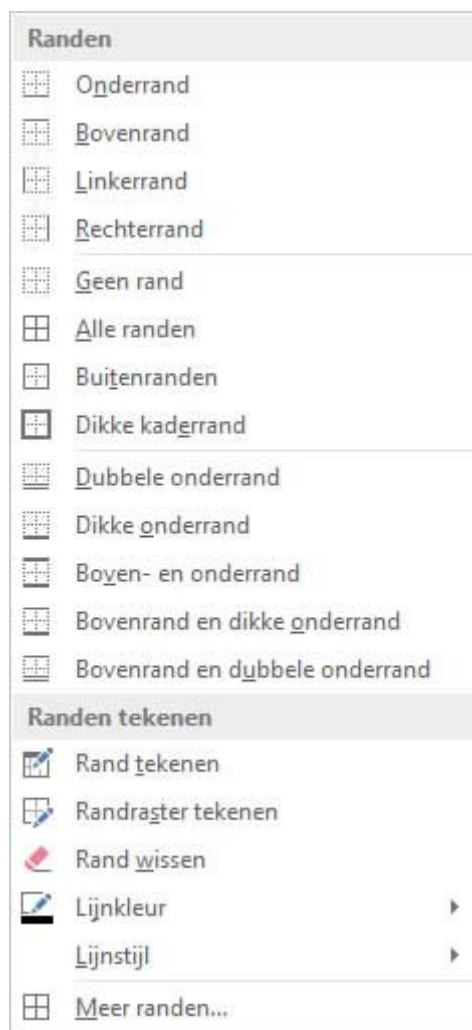 Randen
Onderrand
Bovenrand
Linkerrand
Rechterrand
Geen rand
Alle randen
Buitenranden
Dikke kaderrand
Dubbele onderrand
Dikke onderrand
Boven- en onderrand
Bovenrand en dikke onderrand
Bovenrand en dubbele onderrand
Randen tekenen
Rand tekenen
Randraster tekenen
Rand wissen
Lijnkleur
Lijnstijl
Meer randen...